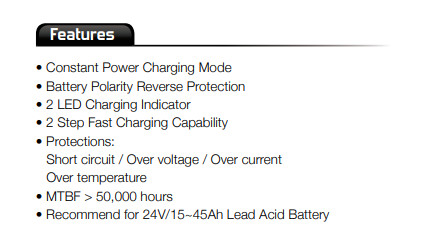 Features
• Constant Power Charging Mode
• Battery Polarity Reverse Protection
• 2 LED Charging Indicator
• 2 Step Fast Charging Capability
• Protections:
Short circuit / Over voltage / Over current
Over temperature
• MTBF > 50,000 hours
• Recommend for 24V/15~45Ah Lead Acid Battery